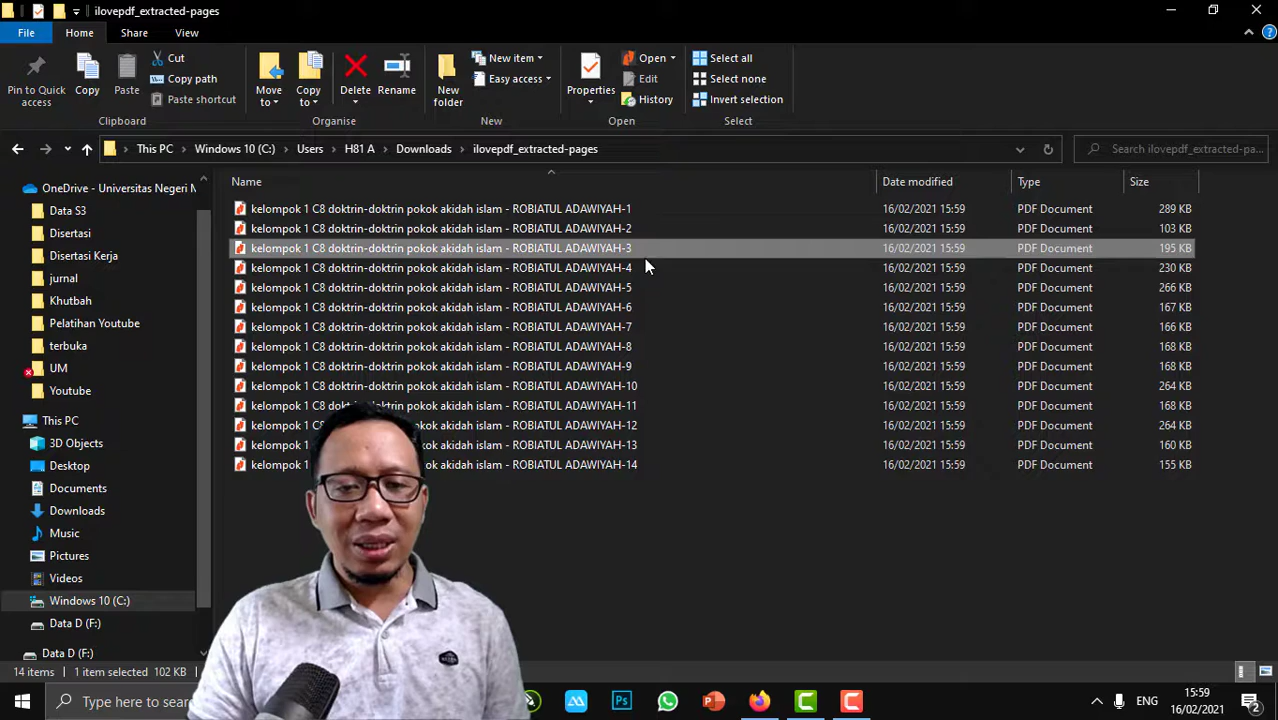 ilovepdf_extracted-pages
File Home Share View
Pin to Quick access
Copy
Paste
Cut
Copy path
Paste shortcut
Move to
Copy to
Delete
Rename
New folder
New item
Easy access
Properties
Open
Edit
History
Select all
Select none
Invert selection
Clipboard Organise New Open Select
This PC Windows 10 (C:) Users H81 A Downloads ilovepdf_extracted-pages
Search ilovepdf_extracted-pa...
Name Date modified Type Size
OneDrive - Universitas Negeri M
Data S3
Disertasi
Disertasi Kerja
jurnal
Khutbah
Pelatihan Youtube
terbuka
UM
Youtube
This PC
3D Objects
Desktop
Documents
Downloads
Music
Pictures
Videos
Windows 10 (C:)
Data D (F:)
Data D (F:)
kelompok 1 C8 doktrin-doktrin pokok akidah islam - ROBIATUL ADAWIYAH-1 16/02/2021 15:59 PDF Document 289 KB
kelompok 1 C8 doktrin-doktrin pokok akidah islam - ROBIATUL ADAWIYAH-2 16/02/2021 15:59 PDF Document 103 KB
kelompok 1 C8 doktrin-doktrin pokok akidah islam - ROBIATUL ADAWIYAH-3 16/02/2021 15:59 PDF Document 195 KB
kelompok 1 C8 doktrin-doktrin pokok akidah islam - ROBIATUL ADAWIYAH-4 16/02/2021 15:59 PDF Document 230 KB
kelompok 1 C8 doktrin-doktrin pokok akidah islam - ROBIATUL ADAWIYAH-5 16/02/2021 15:59 PDF Document 266 KB
kelompok 1 C8 doktrin-doktrin pokok akidah islam - ROBIATUL ADAWIYAH-6 16/02/2021 15:59 PDF Document 167 KB
kelompok 1 C8 doktrin-doktrin pokok akidah islam - ROBIATUL ADAWIYAH-7 16/02/2021 15:59 PDF Document 166 KB
kelompok 1 C8 doktrin-doktrin pokok akidah islam - ROBIATUL ADAWIYAH-8 16/02/2021 15:59 PDF Document 168 KB
kelompok 1 C8 doktrin-doktrin pokok akidah islam - ROBIATUL ADAWIYAH-9 16/02/2021 15:59 PDF Document 168 KB
kelompok 1 C8 doktrin-doktrin pokok akidah islam - ROBIATUL ADAWIYAH-10 16/02/2021 15:59 PDF Document 264 KB
kelompok 1 C8 doktrin-doktrin pokok akidah islam - ROBIATUL ADAWIYAH-11 16/02/2021 15:59 PDF Document 168 KB
kelompok 1 doktrin pokok akidah islam - ROBIATUL ADAWIYAH-12 16/02/2021 15:59 PDF Document 264 KB
kelompok 1 doktrin pokok akidah islam - ROBIATUL ADAWIYAH-13 16/02/2021 15:59 PDF Document 160 KB
kelompok 1 doktrin pokok akidah islam - ROBIATUL ADAWIYAH-14 16/02/2021 15:59 PDF Document 155 KB
14 items 1 item selected 102 KB
Type here to sear
Ps
ENG
15:59
16/02/2021
2